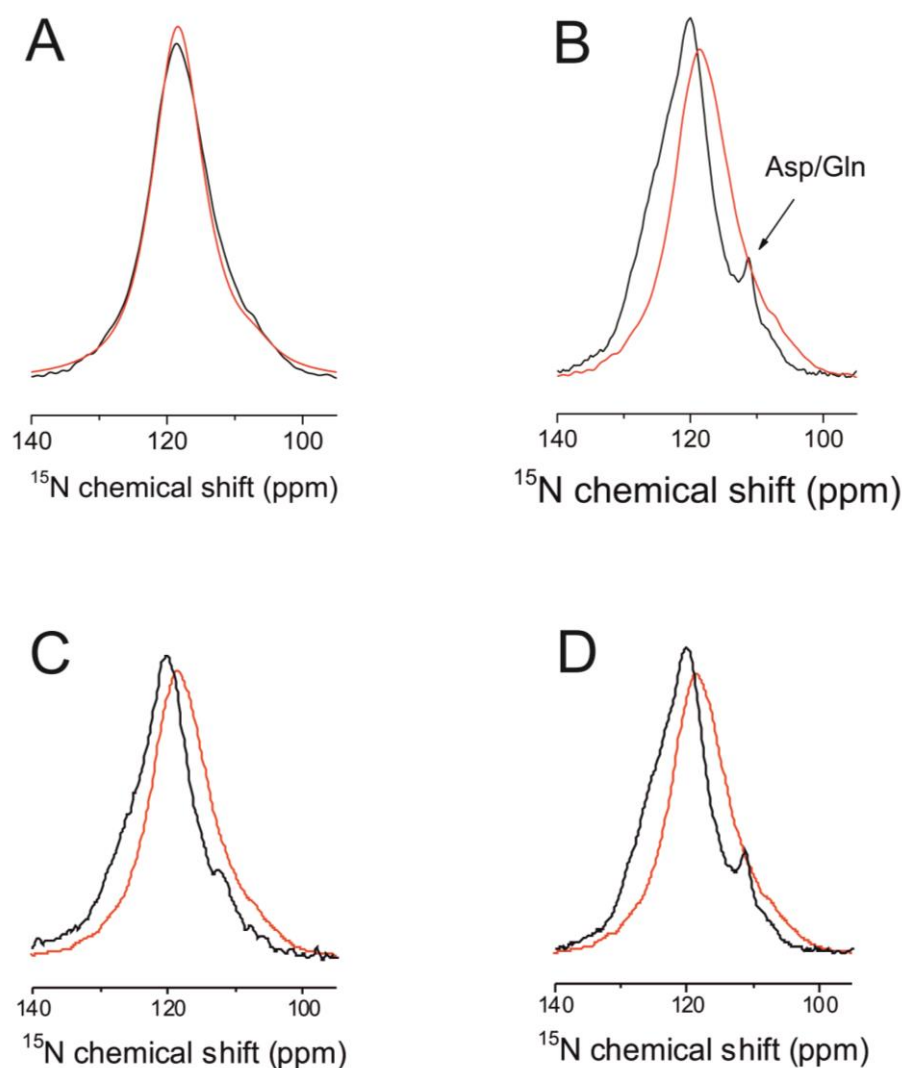 A
B
Asp/Gln
140 120 100
140 120 100
¹⁵N chemical shift (ppm)
¹⁵N chemical shift (ppm)
C
D
140 120 100
140 120 100
¹⁵N chemical shift (ppm)
¹⁵N chemical shift (ppm)